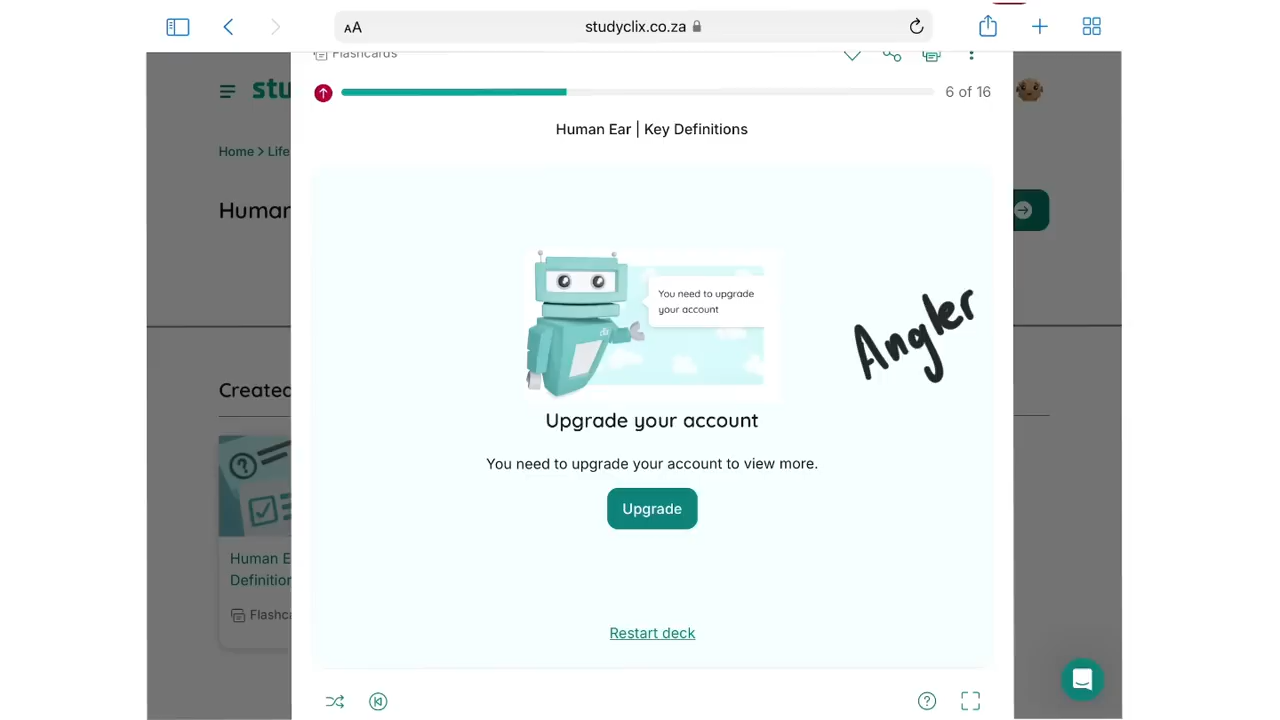 AA
studyclix.co.za
Flashcards
stu
6 of 16
Home > Life
Human Ear | Key Definitions
Human
You need to upgrade
your account
Angler
Created
Upgrade your account
You need to upgrade your account to view more.
Upgrade
Human E
Definition
Flashca
Restart deck